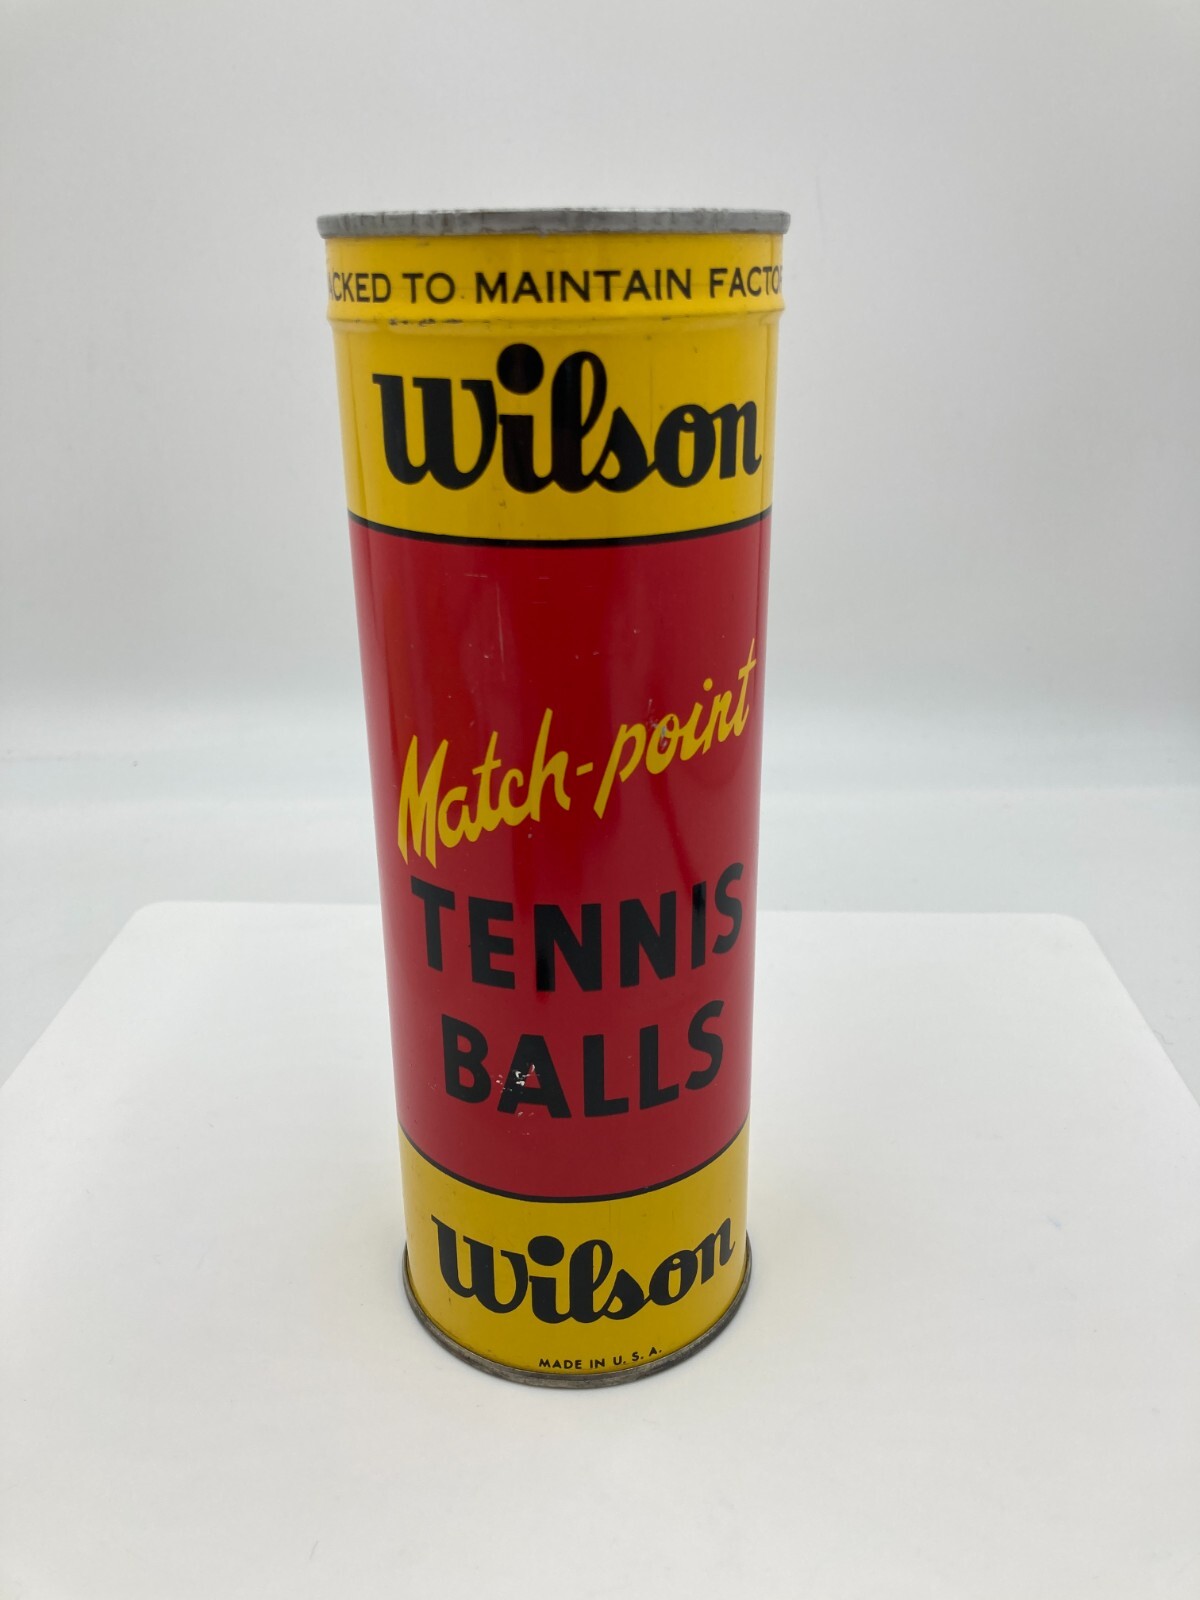 ACKED TO MAINTAIN FACTO
Wilson
Match-point
TENNIS
BALLS
Wilson
MADE IN U. S. A.